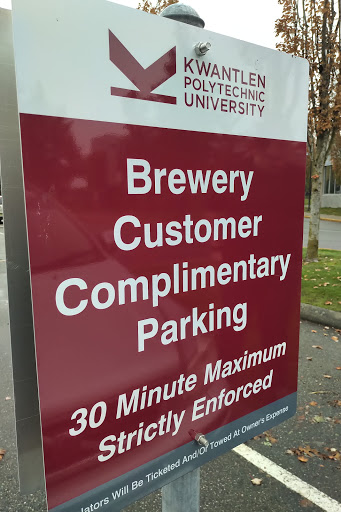 KWANTLEN
POLYTECHNIC
UNIVERSITY
Brewery
Customer
Complimentary
Parking
30 Minute Maximum
Strictly Enforced
Will Be Ticketed And/Or Towed At Owner's Expense